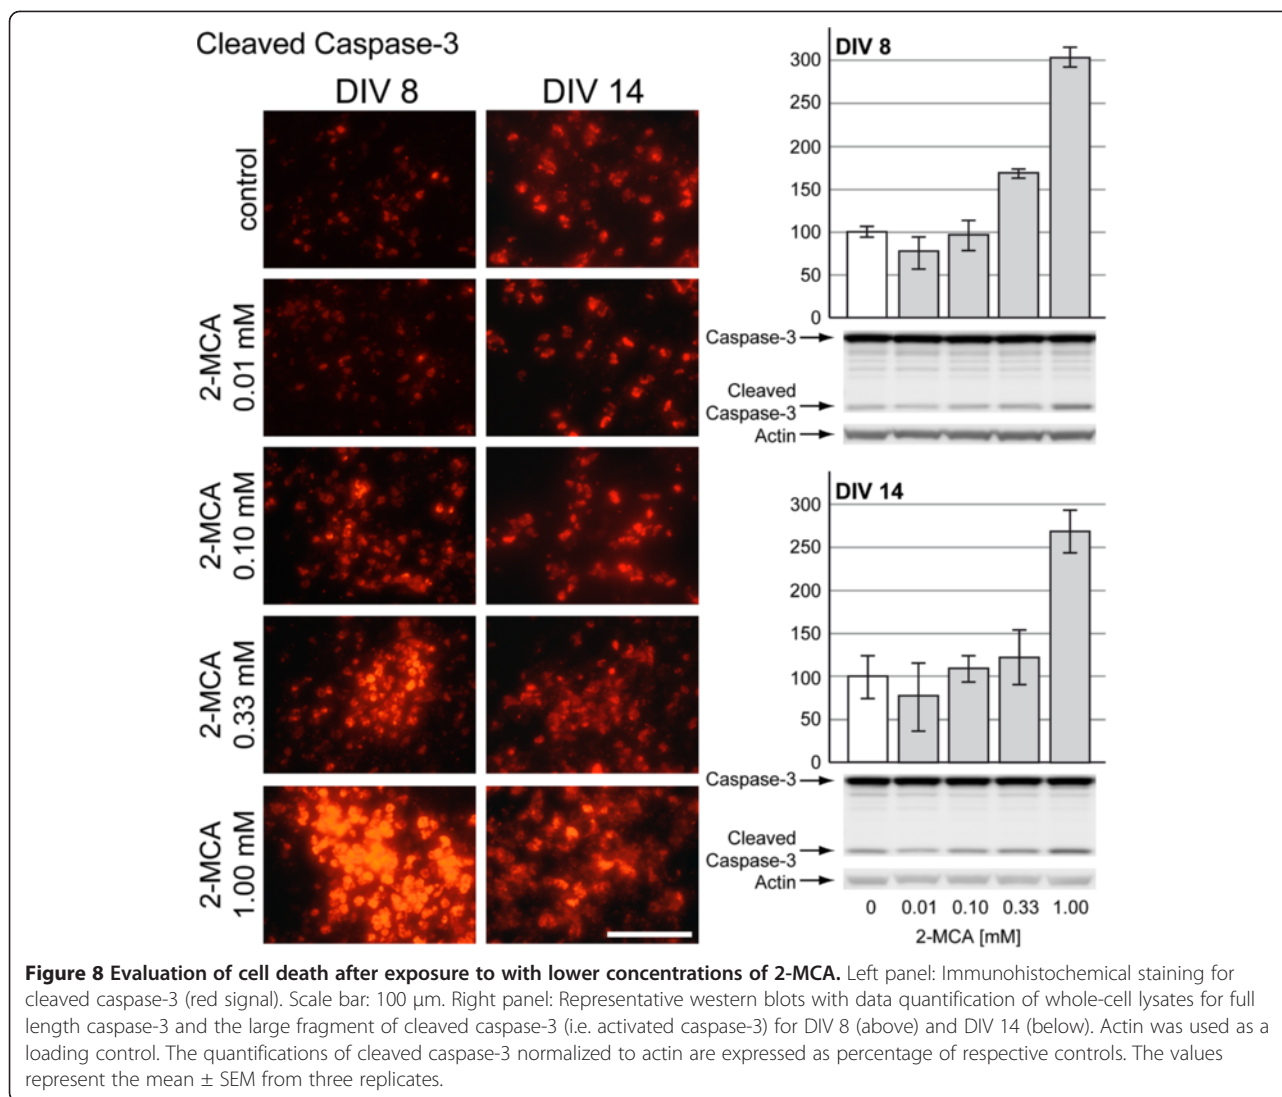 Cleaved Caspase-3
DIV 8
DIV 14
control
2-MCA
0.01 mM
2-MCA
0.10 mM
2-MCA
0.33 mM
2-MCA
1.00 mM
DIV 8
300
250
200
150
100
50
0
Caspase-3
Cleaved
Caspase-3
Actin
DIV 14
300
250
200
150
100
50
0
Caspase-3
Cleaved
Caspase-3
Actin
0 0.01 0.10 0.33 1.00
2-MCA [mM]
Figure 8 Evaluation of cell death after exposure to with lower concentrations of 2-MCA. Left panel: Immunohistochemical staining for
cleaved caspase-3 (red signal). Scale bar: 100 μm. Right panel: Representative western blots with data quantification of whole-cell lysates for full
length caspase-3 and the large fragment of cleaved caspase-3 (i.e. activated caspase-3) for DIV 8 (above) and DIV 14 (below). Actin was used as a
loading control. The quantifications of cleaved caspase-3 normalized to actin are expressed as percentage of respective controls. The values
represent the mean ± SEM from three replicates.